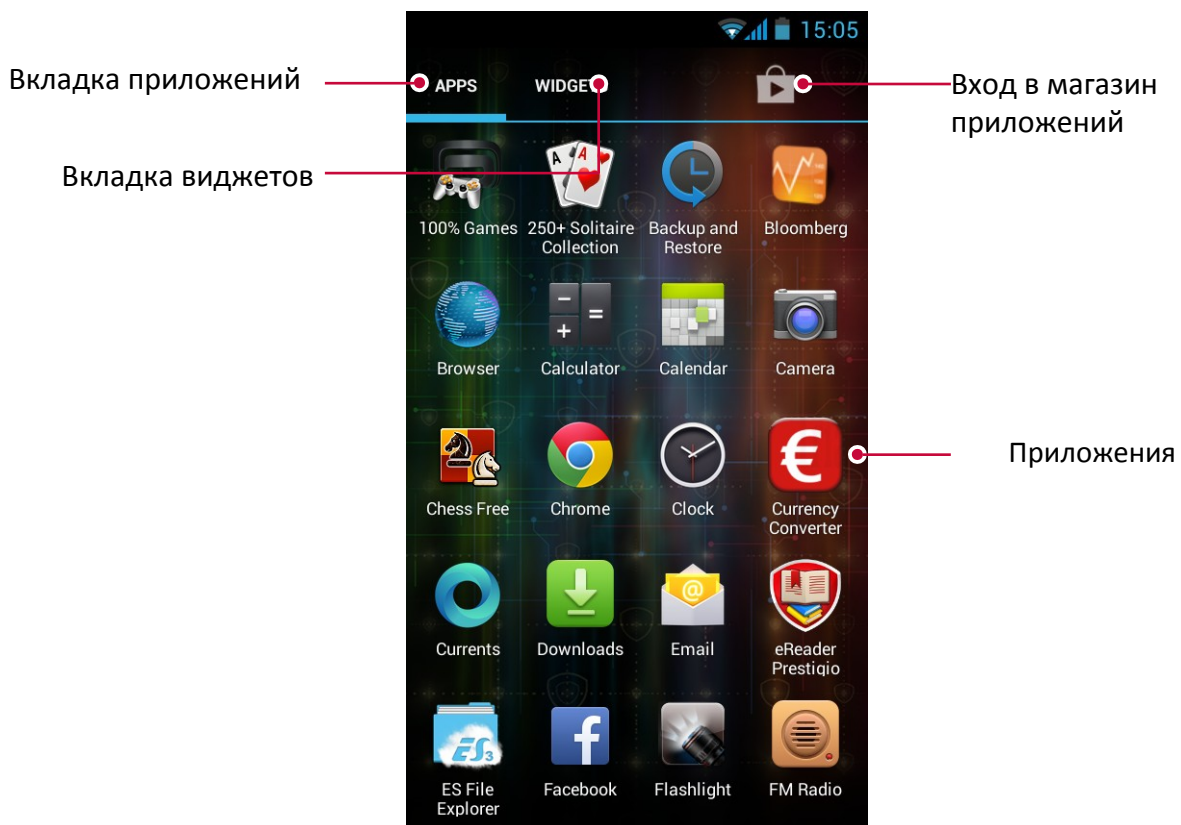 15:05
Вкладка приложений
APPS
WIDGET
Вход в магазин
приложений
Вкладка виджетов
100% Games
250+ Solitaire
Collection
Backup and
Restore
Bloomberg
Browser
Calculator
Calendar
Camera
Приложения
Chess Free
Chrome
Clock
Currency
Converter
Currents
Downloads
Email
eReader
Prestigio
ES File
Explorer
Facebook
Flashlight
FM Radio